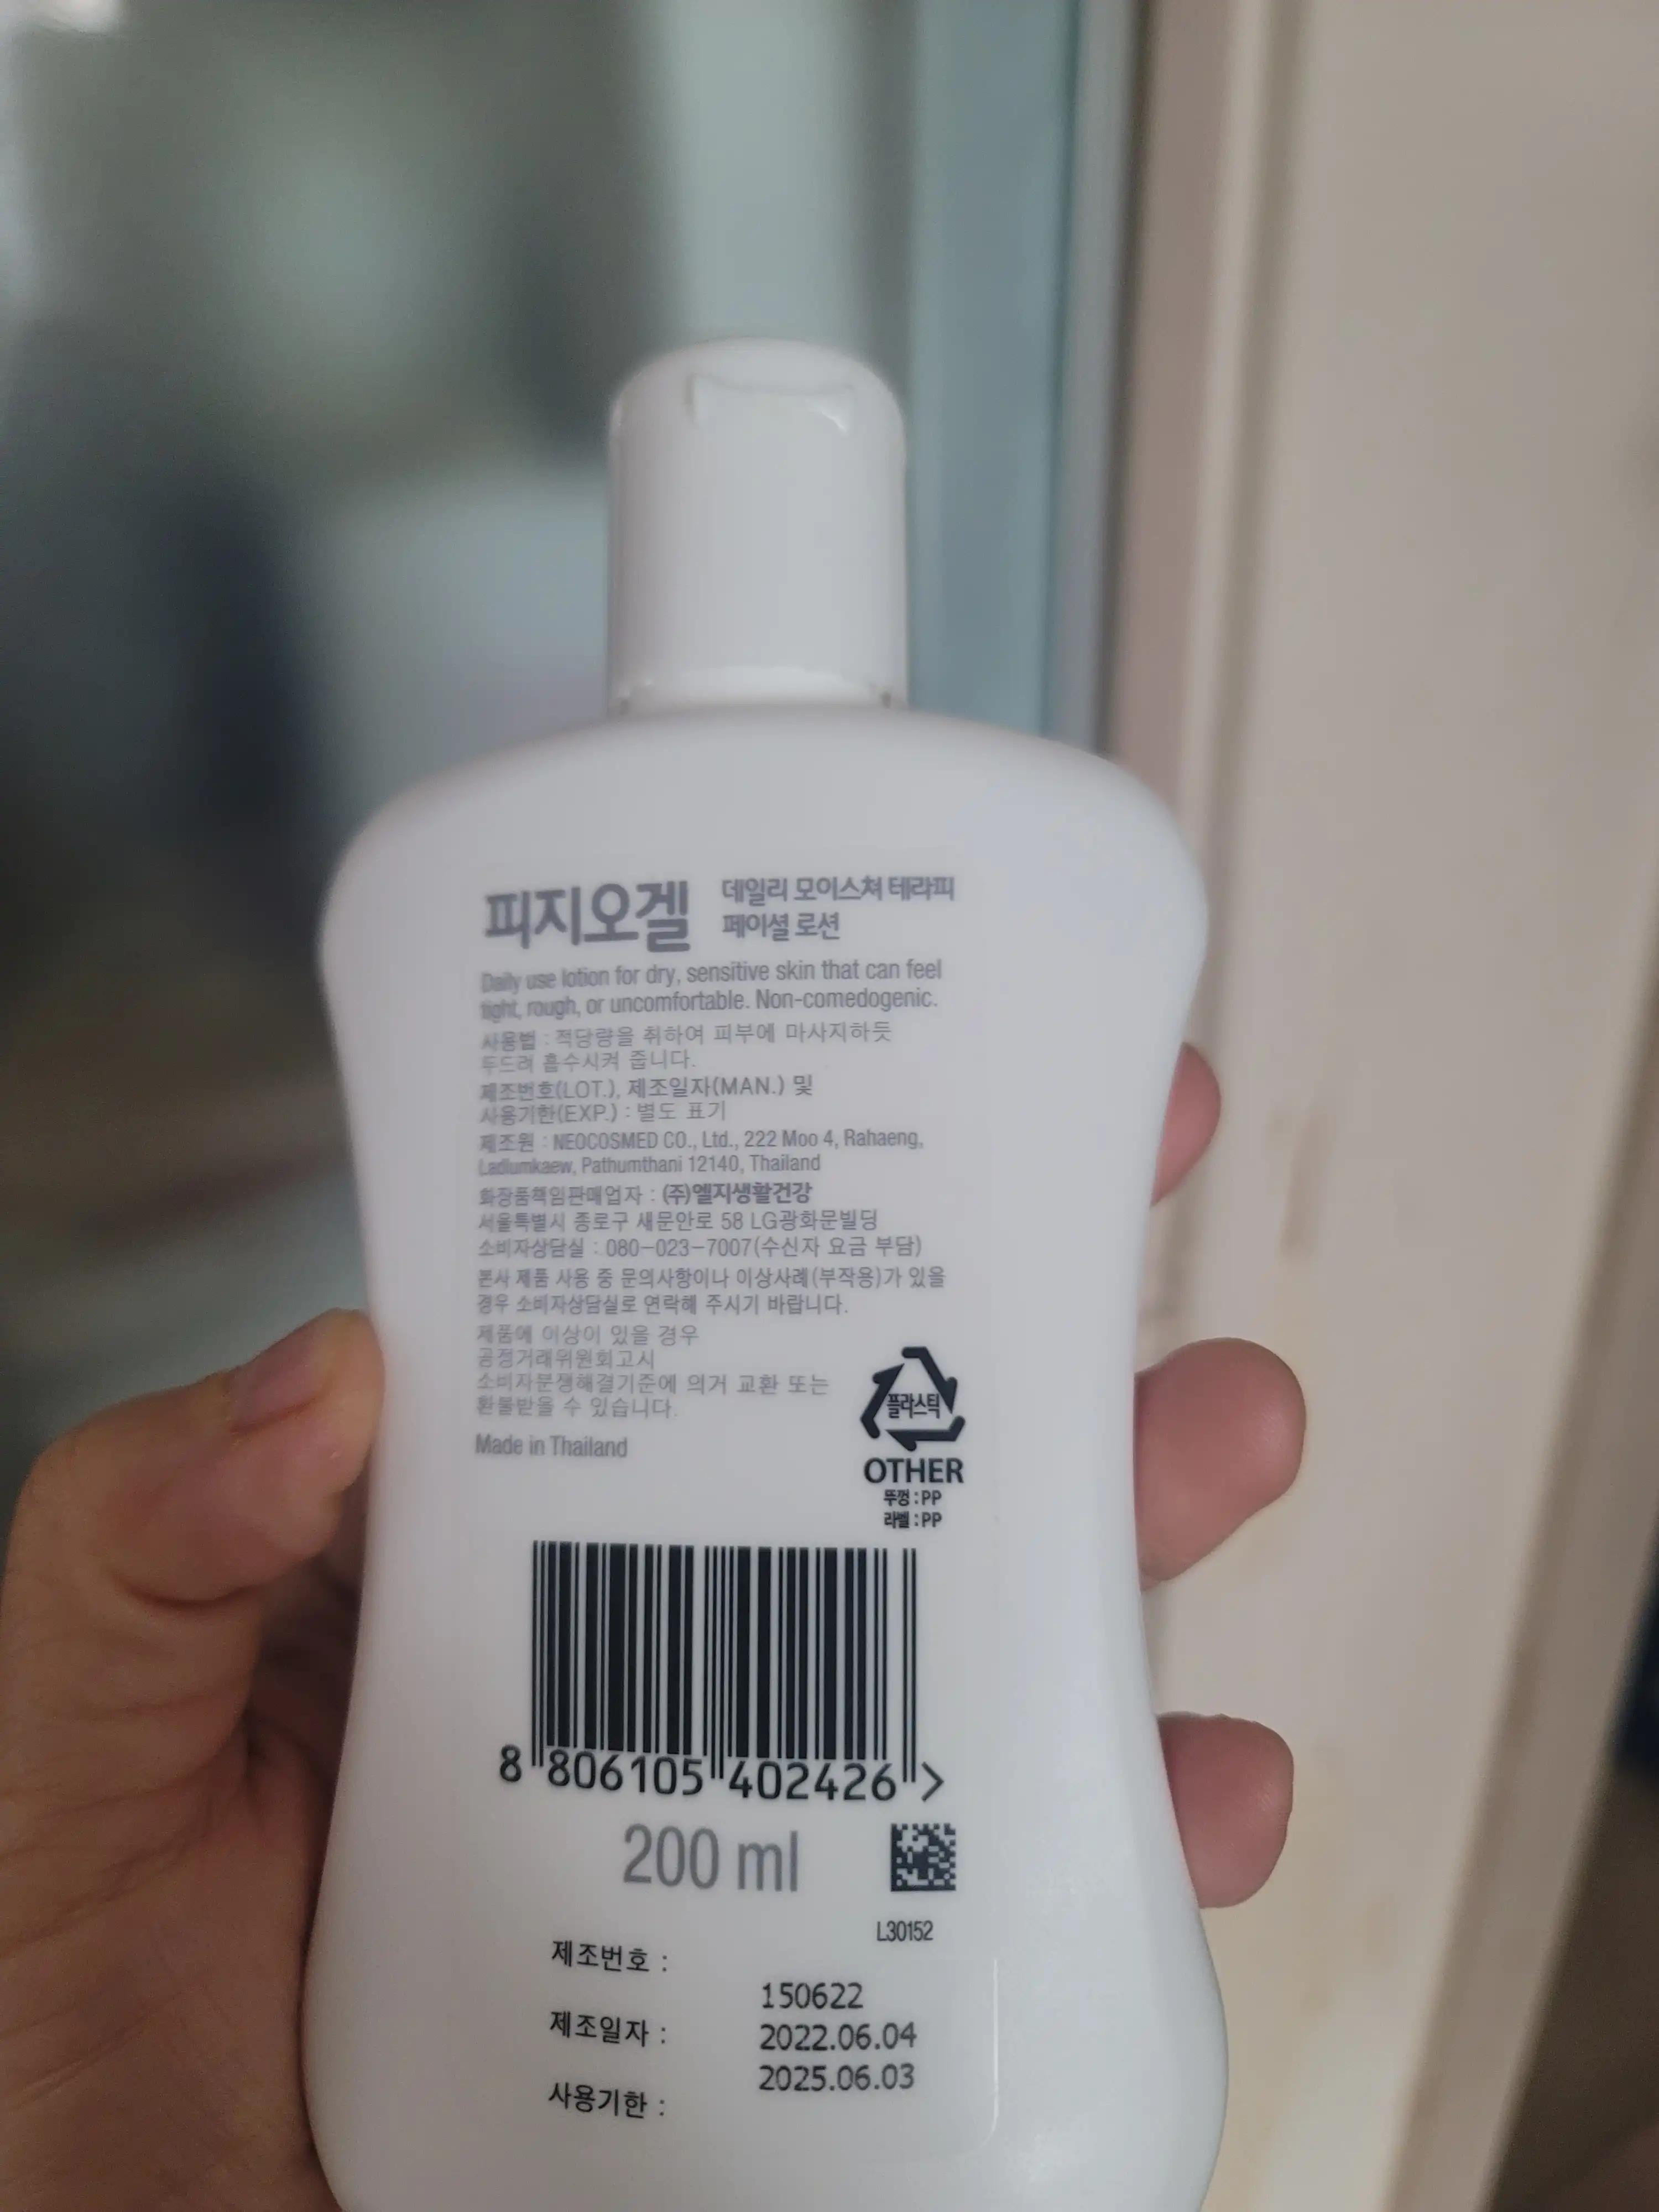 피지오겔
데일리 모이스쳐 테라피
페이셜 로션
Daily use lotion for dry, sensitive skin that can feel
tight, rough, or uncomfortable. Non-comedogenic.
사용법 : 적당량을 취하여 피부에 마사지하듯
두드려 흡수시켜 줍니다.
제조번호(LOT.), 제조일자(MAN.) 및
사용기한(EXP.) : 별도 표기
제조원 : NEOCOSMED CO., Ltd., 222 Moo 4, Rahaeng,
Ladlumkaew, Pathumthani 12140, Thailand
화장품책임판매업자 : (주)엘지생활건강
서울특별시 종로구 새문안로 58 LG광화문빌딩
소비자상담실 : 080-023-7007(수신자 요금 부담)
본사 제품 사용 중 문의사항이나 이상사례(부작용)가 있을
경우 소비자상담실로 연락해 주시기 바랍니다.
제품에 이상이 있을 경우
공정거래위원회고시
소비자분쟁해결기준에 의거 교환 또는
환불받을 수 있습니다.
Made in Thailand
플라스틱
OTHER
뚜껑 : PP
라벨 : PP
8 806105 402426 >
200 ml
L30152
제조번호 :
150622
제조일자 :
2022.06.04
2025.06.03
사용기한 :